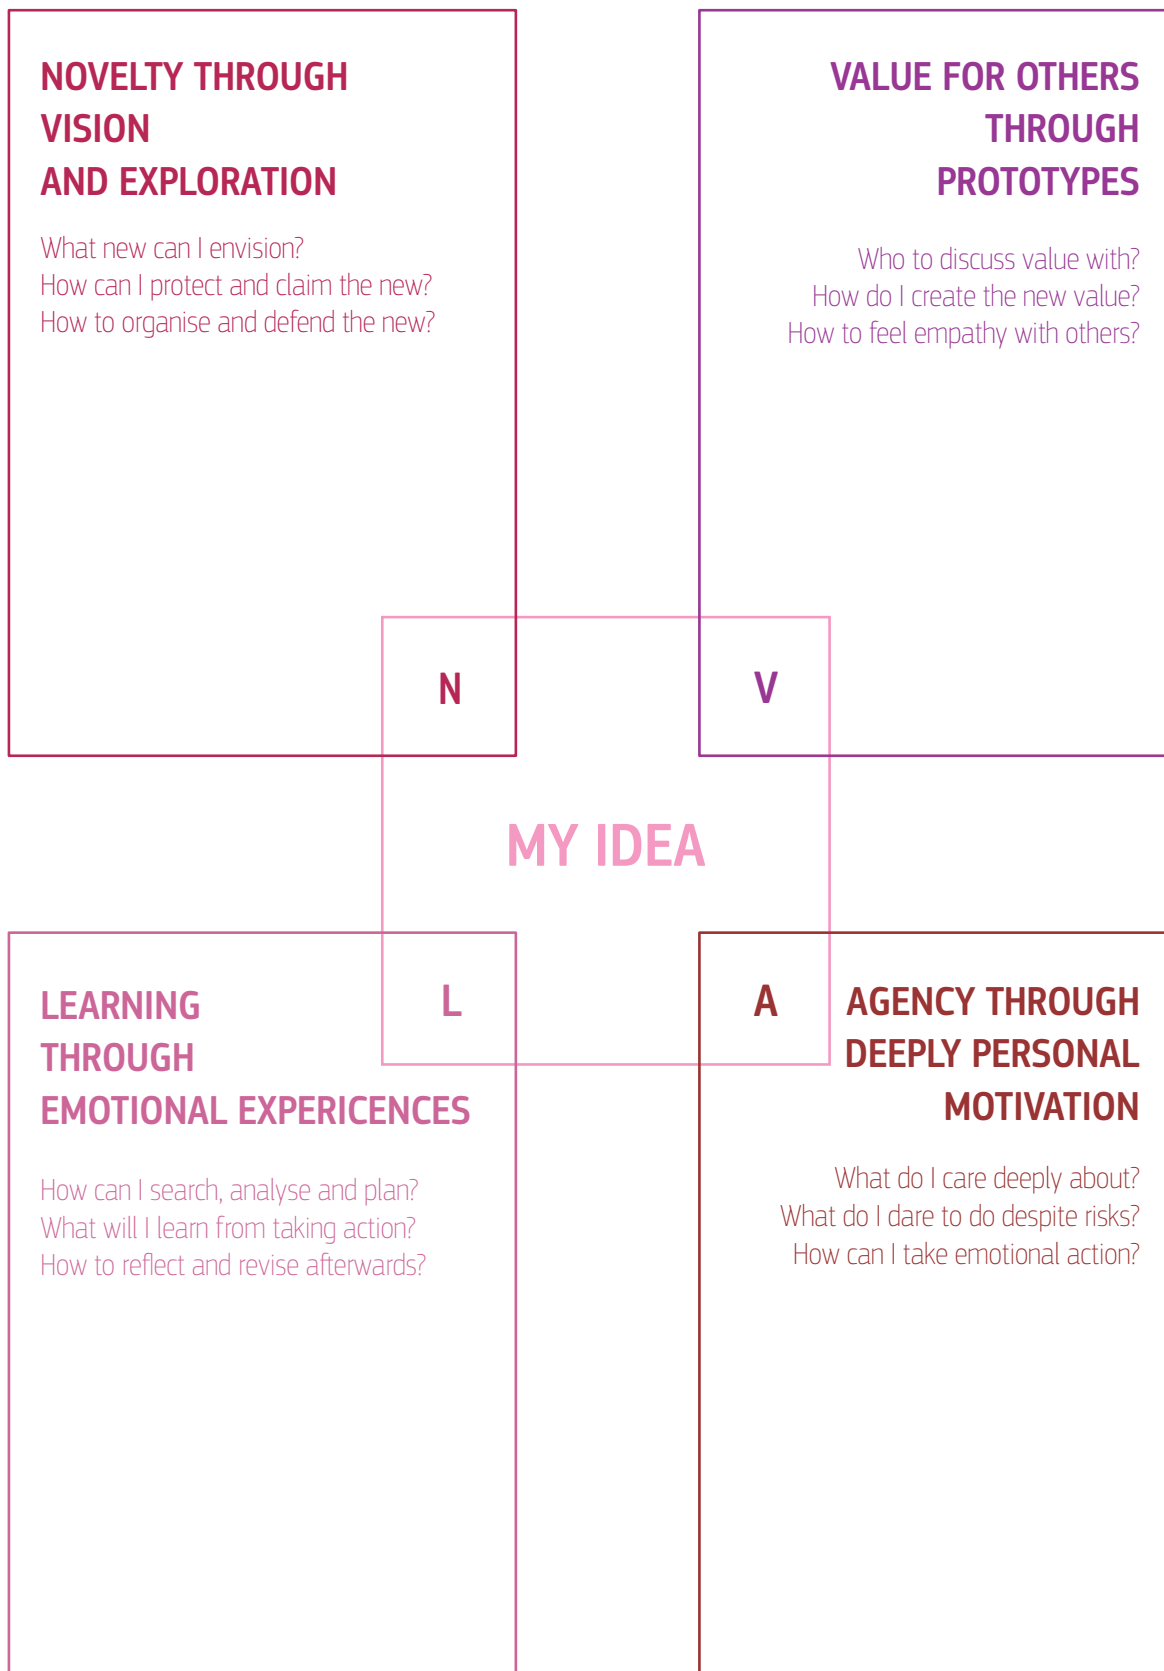 NOVELTY THROUGH
VISION
AND EXPLORATION
What new can I envision?
How can I protect and claim the new?
How to organise and defend the new?
VALUE FOR OTHERS
THROUGH
PROTOTYPES
Who to discuss value with?
How do I create the new value?
How to feel empathy with others?
N
V
MY IDEA
L
A
LEARNING
THROUGH
EMOTIONAL EXPERICENCES
How can I search, analyse and plan?
What will I learn from taking action?
How to reflect and revise afterwards?
AGENCY THROUGH
DEEPLY PERSONAL
MOTIVATION
What do I care deeply about?
What do I dare to do despite risks?
How can I take emotional action?